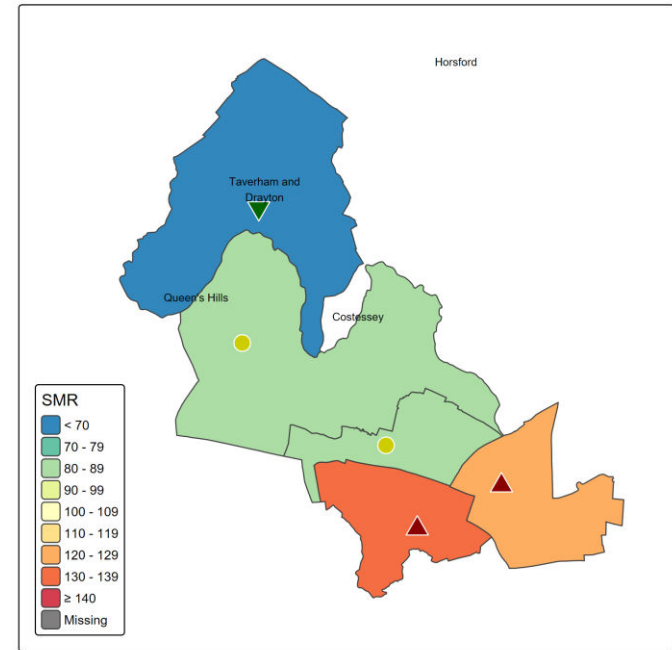 Horsford
Taverham and
Drayton
Queen's Hills
Costessey
SMR
< 70
70 - 79
80 - 89
90 - 99
100 - 109
110 - 119
120 - 129
130 - 139
≥ 140
Missing